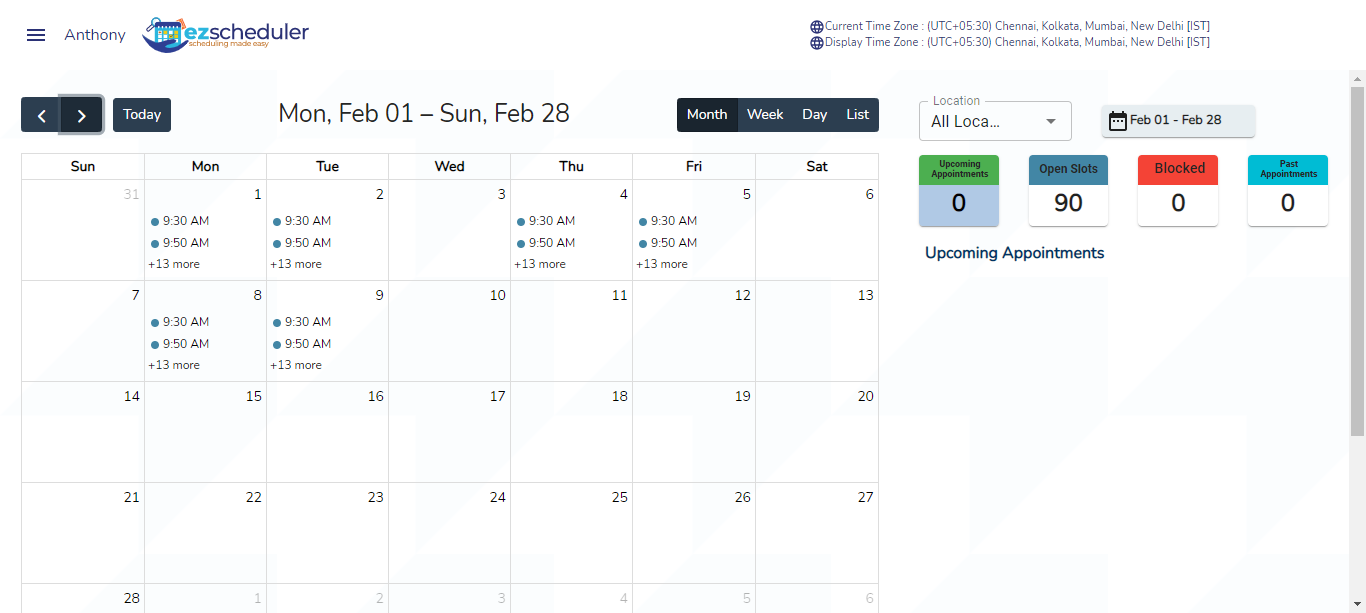 Anthony
ezscheduler
scheduling made easy
Current Time Zone : (UTC+05:30) Chennai, Kolkata, Mumbai, New Delhi [IST]
Display Time Zone : (UTC+05:30) Chennai, Kolkata, Mumbai, New Delhi [IST]
Today
Mon, Feb 01 – Sun, Feb 28
Month Week Day List
Location
All Loca...
Feb 01 - Feb 28
Upcoming Appointments
0
Open Slots
90
Blocked
0
Past Appointments
0
Upcoming Appointments
Sun Mon Tue Wed Thu Fri Sat
31 1 2 3 4 5 6
9:30 AM 9:30 AM 9:30 AM 9:30 AM
9:50 AM 9:50 AM 9:50 AM 9:50 AM
+13 more +13 more +13 more +13 more
7 8 9 10 11 12 13
9:30 AM 9:30 AM
9:50 AM 9:50 AM
+13 more +13 more
14 15 16 17 18 19 20
21 22 23 24 25 26 27
28 1 2 3 4 5 6